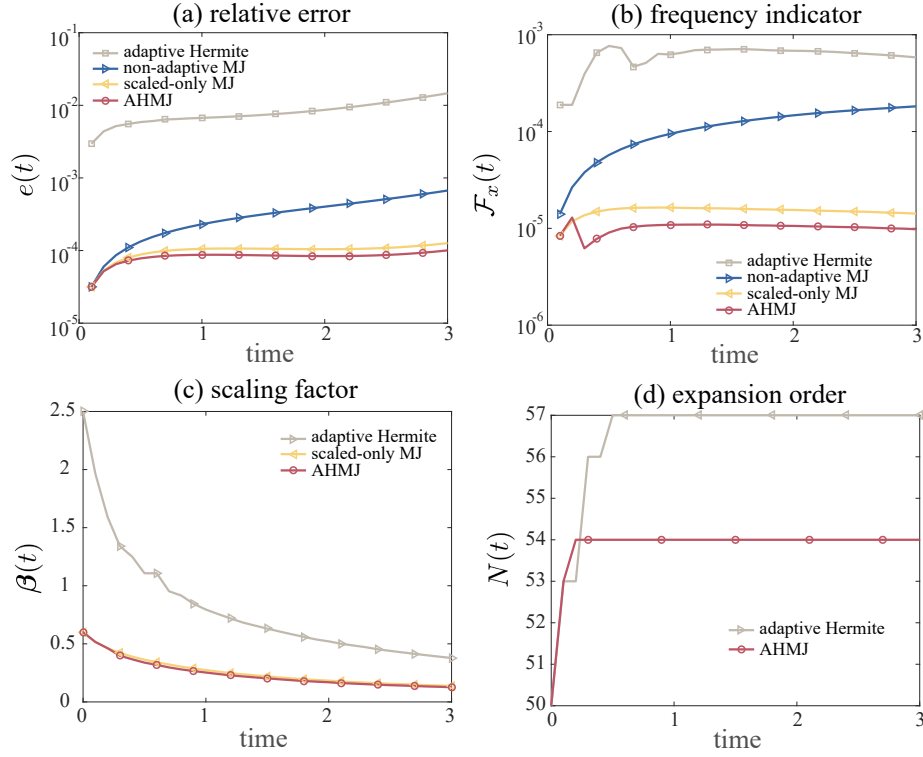 (a) relative error
10^-1
10^-2
10^-3
10^-4
10^-5
e(t)
adaptive Hermite
non-adaptive MJ
scaled-only MJ
AHMJ
0
1
2
3
time
(b) frequency indicator
10^-3
10^-4
10^-5
10^-6
F_x(t)
adaptive Hermite
non-adaptive MJ
scaled-only MJ
AHMJ
0
1
2
3
time
(c) scaling factor
2.5
2
1.5
1
0.5
0
β(t)
adaptive Hermite
scaled-only MJ
AHMJ
0
1
2
3
time
(d) expansion order
57
56
55
54
53
52
51
50
N(t)
adaptive Hermite
AHMJ
0
1
2
3
time